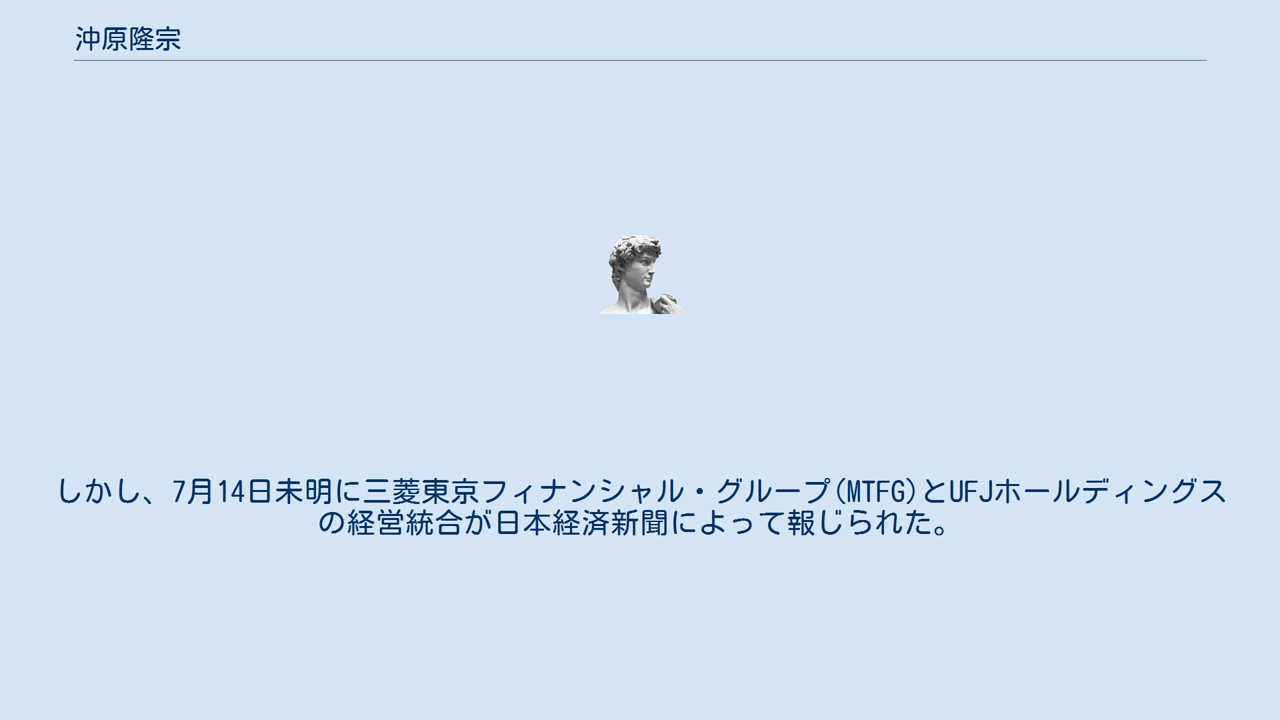 沖原隆宗
しかし、7月14日未明に三菱東京フィナンシャル・グループ(MTFG)とUFJホールディングス
の経営統合が日本経済新聞によって報じられた。